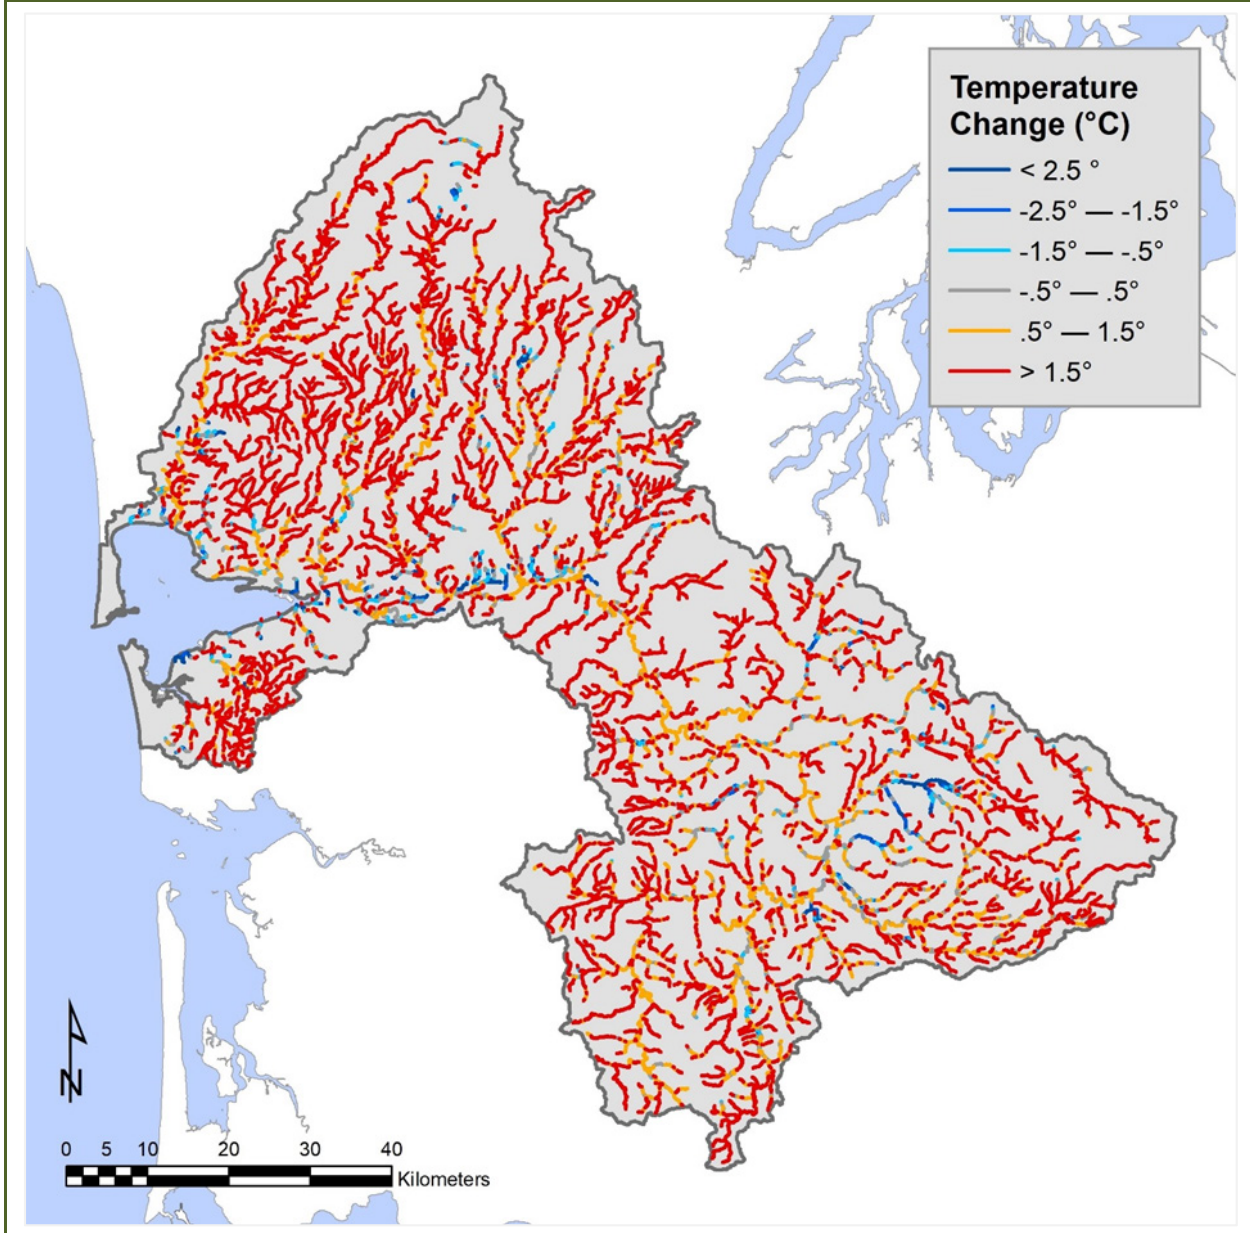 Temperature
Change (°C)
< 2.5 °
-2.5° — -1.5°
-1.5° — -.5°
-.5° — .5°
.5° — 1.5°
> 1.5°
N
0 5 10 20 30 40
Kilometers